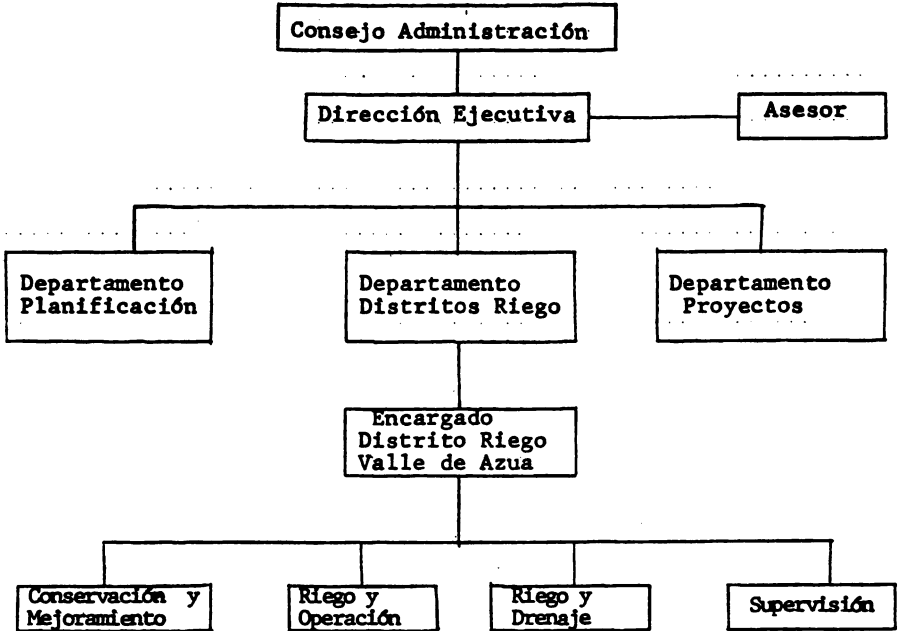 Consejo Administración
Dirección Ejecutiva
Asesor
Departamento
Planificación
Departamento
Distritos Riego
Departamento
Proyectos
Encargado
Distrito Riego
Valle de Azua
Conservación y
Mejoramiento
Riego y
Operación
Riego y
Drenaje
Supervisión